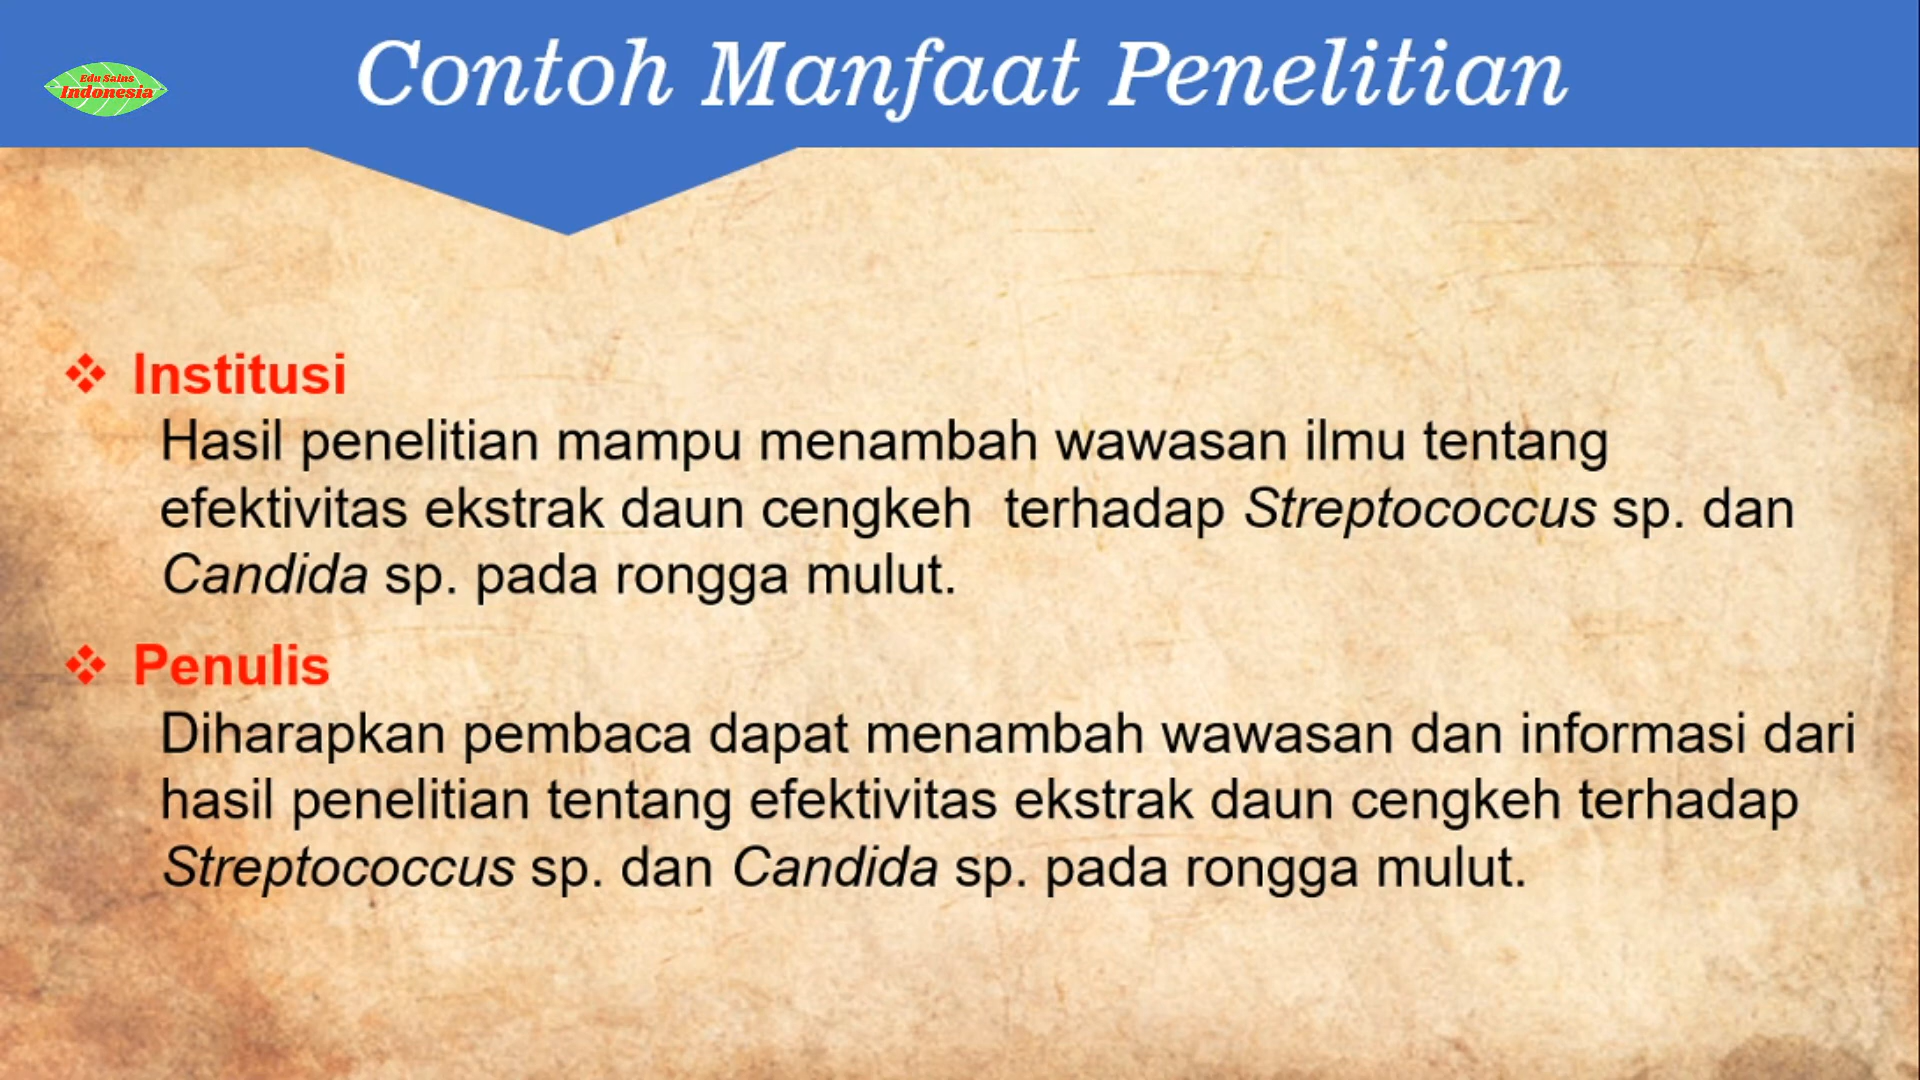 Contoh Manfaat Penelitian
Edu Sains
Indonesia
Institusi
Hasil penelitian mampu menambah wawasan ilmu tentang
efektivitas ekstrak daun cengkeh  terhadap Streptococcus sp. dan
Candida sp. pada rongga mulut.
Penulis
Diharapkan pembaca dapat menambah wawasan dan informasi dari
hasil penelitian tentang efektivitas ekstrak daun cengkeh terhadap
Streptococcus sp. dan Candida sp. pada rongga mulut.